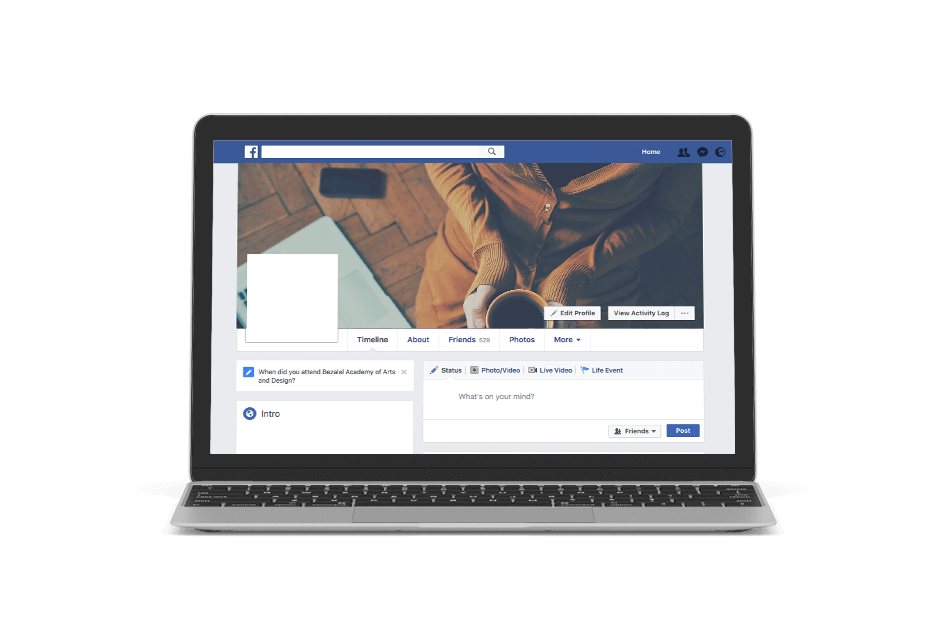 f
Home
Edit Profile
View Activity Log
Timeline About Friends 529 Photos More
When did you attend Bezalel Academy of Arts
and Design?
Status Photo/Video Live Video Life Event
What's on your mind?
Intro
Friends
Post